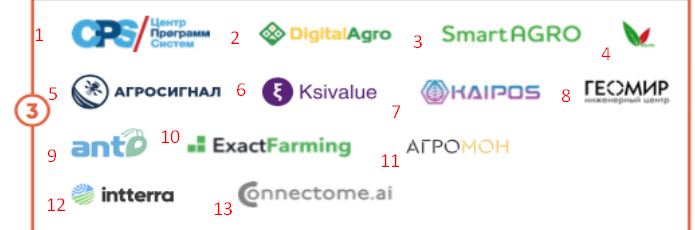 1 CPS Центр Программ Систем 2 DigitalAgro 3 SmartAGRO 4
5 АГРОСИГНАЛ 6 Ksivalue 7 KAIPOS 8 ГЕОМИР
инженерный центр
3
9 ant 10 ExactFarming 11 АГРОМОН
12 intterra 13 Connectome.ai